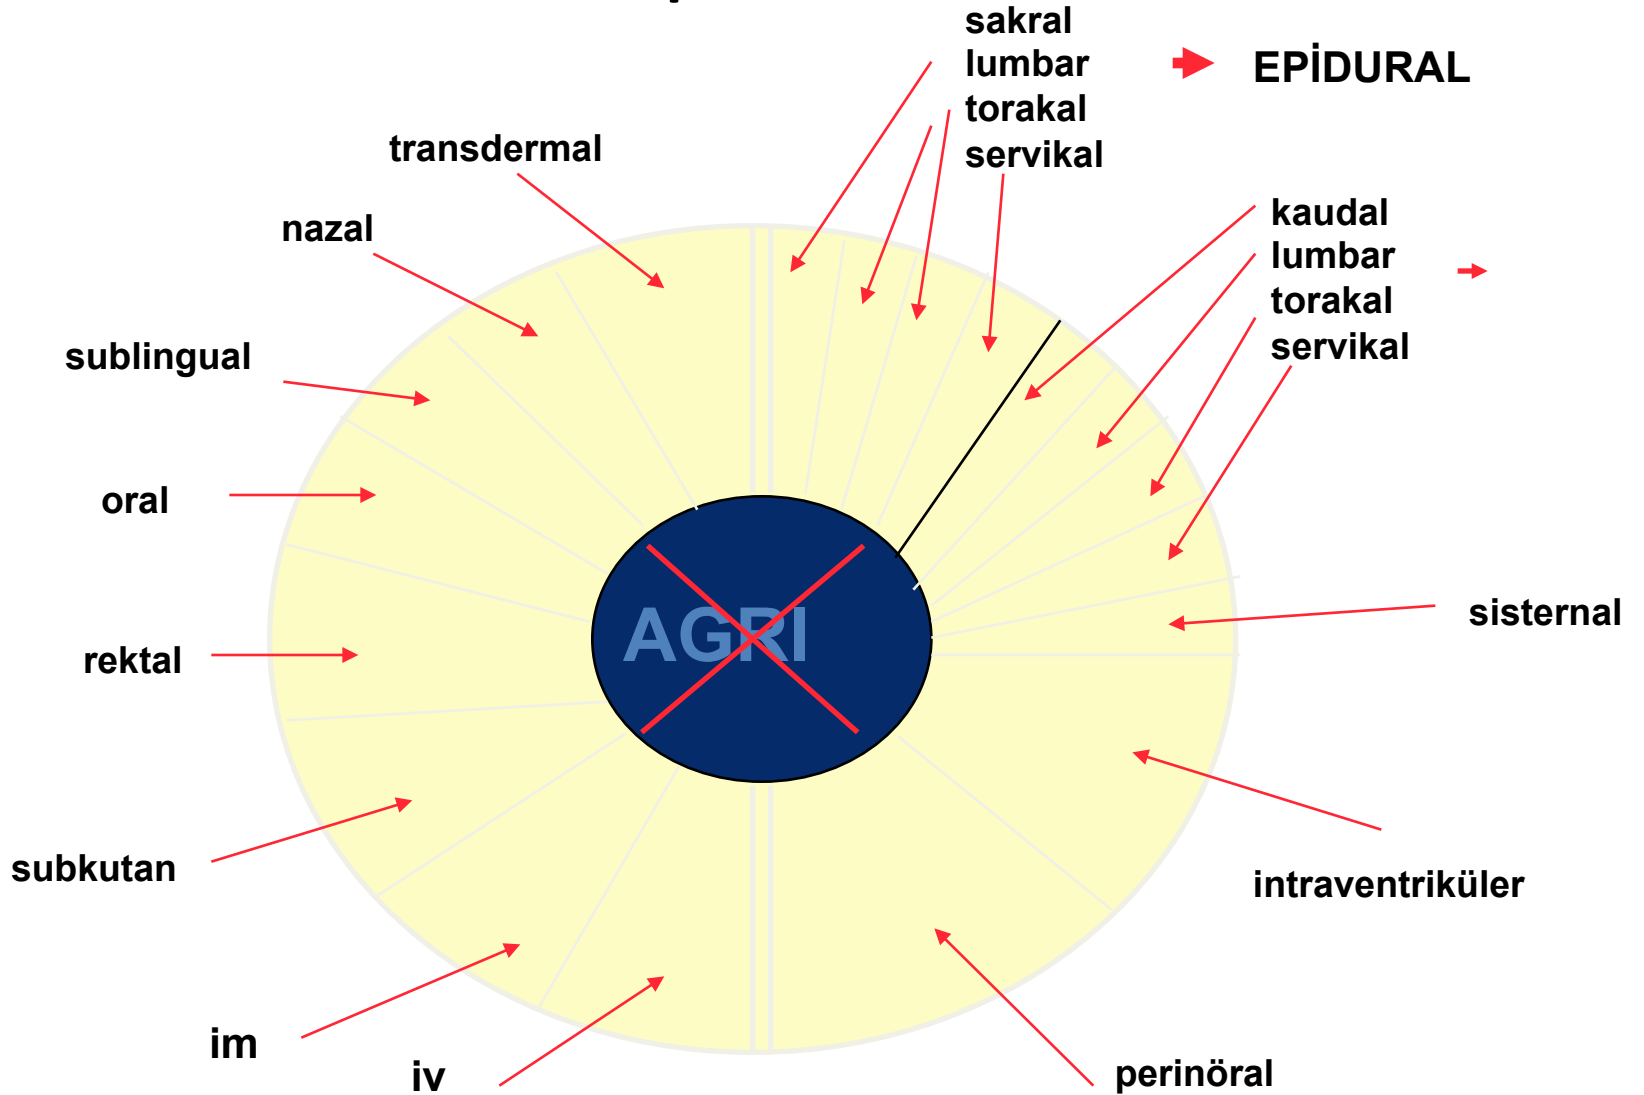 sakral
lumbar
torakal
servikal
EPİDURAL
transdermal
nazal
kaudal
lumbar
torakal
servikal
sublingual
oral
AGRI
sisternal
rektal
subkutan
intraventriküler
im
iv
perinöral